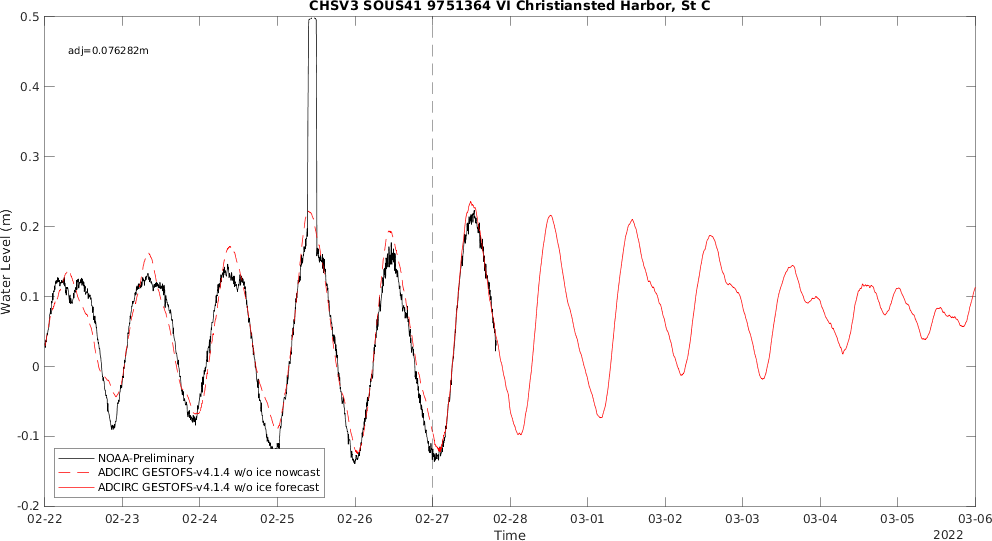 CHSV3 SOUS41 9751364 VI Christiansted Harbor, St C
adj=0.076282m
0.5
0.4
0.3
0.2
0.1
0
-0.1
-0.2
Water Level (m)
NOAA-Preliminary
ADCIRC GESTOFS-v4.1.4 w/o ice nowcast
ADCIRC GESTOFS-v4.1.4 w/o ice forecast
02-22 02-23 02-24 02-25 02-26 02-27 02-28 03-01 03-02 03-03 03-04 03-05 03-06
Time
2022